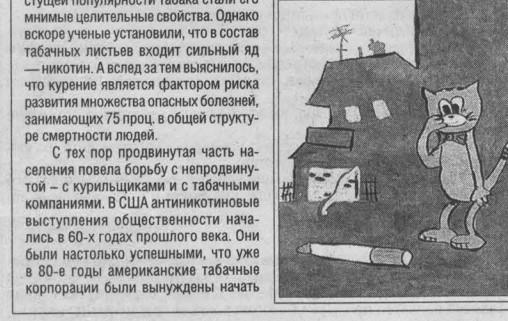 стущей популярности табака стали его
мнимые целительные свойства. Однако
вскоре ученые установили, что в состав
табачных листьев входит сильный яд
— никотин. А вслед за тем выяснилось,
что курение является фактором риска
развития множества опасных болезней,
занимающих 75 проц. в общей структу-
ре смертности людей.
С тех пор продвинутая часть на-
селения повела борьбу с непродвину-
той – с курильщиками и с табачными
компаниями. В США антиникотиновые
выступления общественности нача-
лись в 60-х годах прошлого века. Они
были настолько успешными, что уже
в 80-е годы американские табачные
корпорации были вынуждены начать